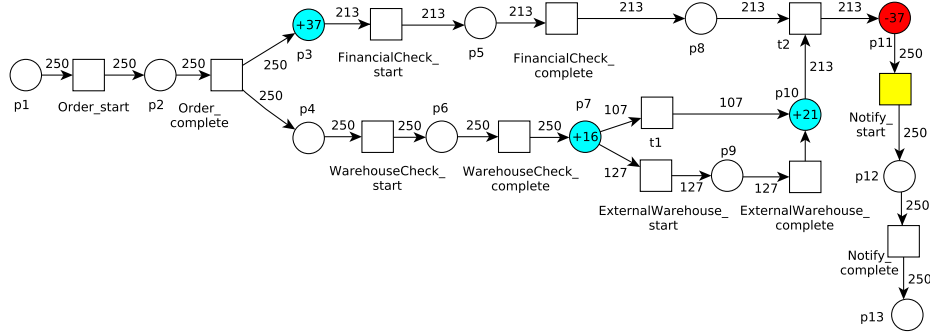 213 213 213 213 213 213
+37 -37
p3 FinancialCheck_ start p5 FinancialCheck_ complete p8 t2 p11
250 250 250 250 250
213
p1 Order_start p2 Order_ complete
250
p4 p6 p7 p10
Notify_
start
250 250 250 250 107 107
+16 +21
t1
250
WarehouseCheck_
start
WarehouseCheck_
complete
127 127 127
p9
p12
ExternalWarehouse_
start
ExternalWarehouse_
complete
250
Notify_
complete
250
p13